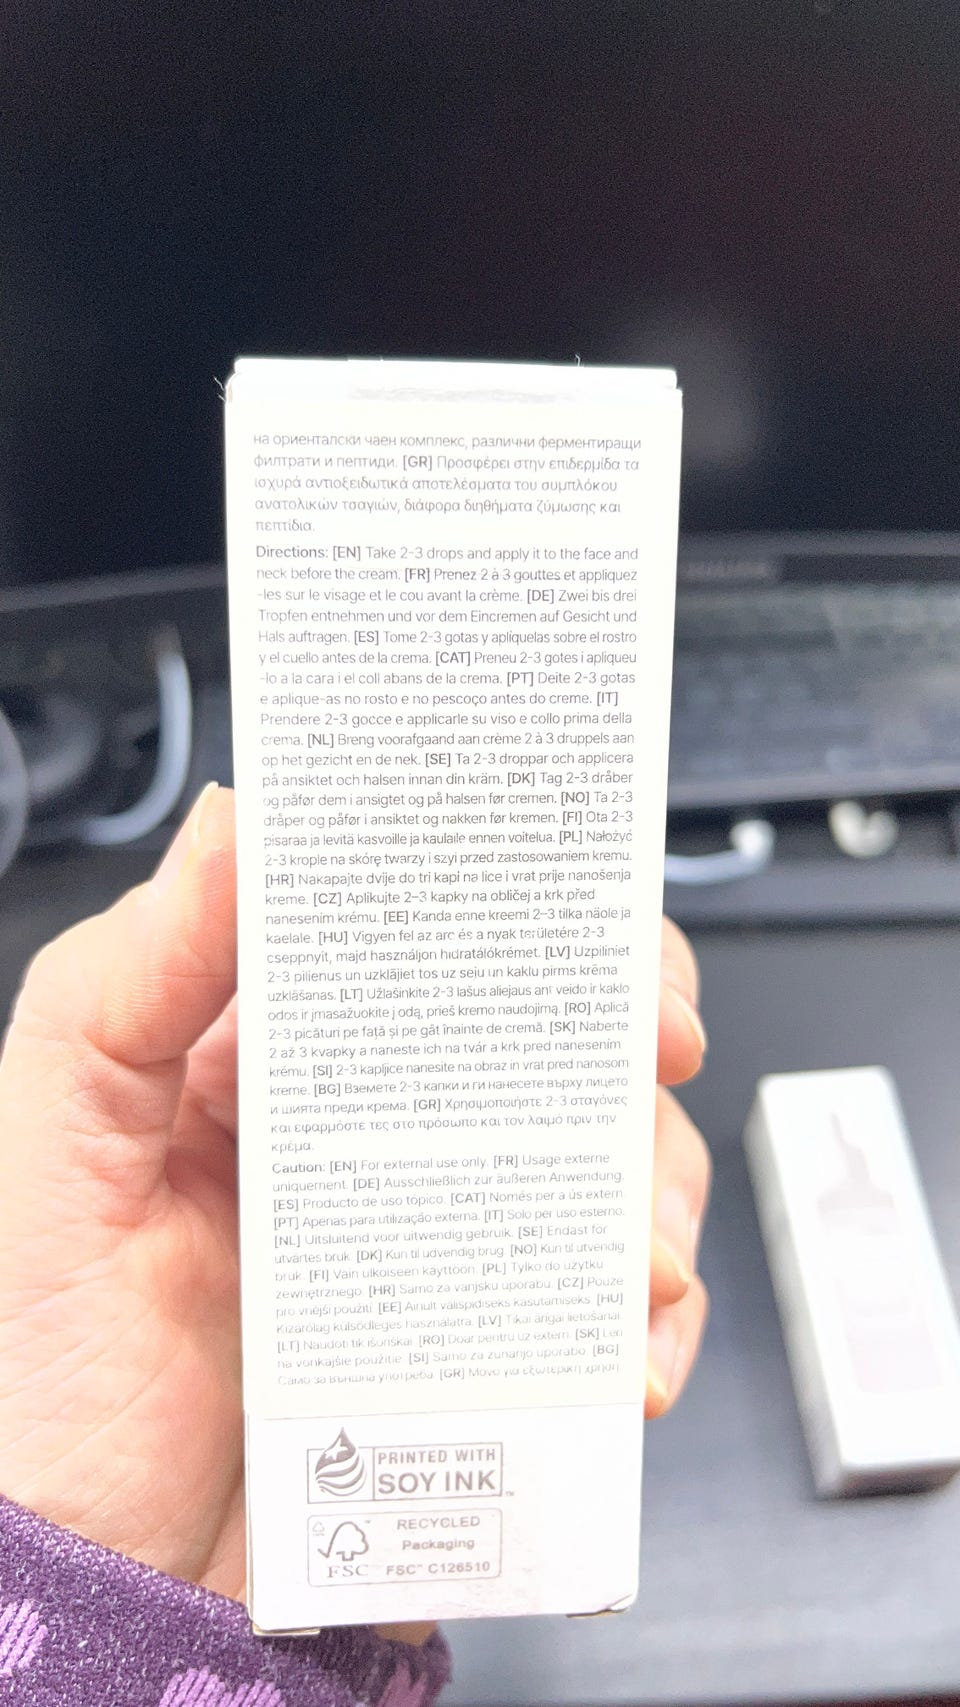 на ориенталски чаен комплекс, различни ферментиращи
филтрати и пептиди. [GR] Προσφέρει στην επιδερμίδα τα
ισχυρά αντιοξειδωτικά αποτελέσματα του συμπλόκου
ανατολικών τσαγιών, διάφορα διηθήματα ζύμωσης και
πεπτίδια.
Directions: [EN] Take 2-3 drops and apply it to the face and
neck before the cream. [FR] Prenez 2 à 3 gouttes et appliquez
-les sur le visage et le cou avant la crème. [DE] Zwei bis drei
Tropfen entnehmen und vor dem Eincremen auf Gesicht und
Hals auftragen. [ES] Tome 2-3 gotas y aplíquelas sobre el rostro
y el cuello antes de la crema. [CAT] Preneu 2-3 gotes i apliqueu
-lo a la cara i el coll abans de la crema. [PT] Deite 2-3 gotas
e aplique-as no rosto e no pescoço antes do creme. [IT]
Prendere 2-3 gocce e applicarle su viso e collo prima della
crema. [NL] Breng voorafgaand aan crème 2 à 3 druppels aan
op het gezicht en de nek. [SE] Ta 2-3 droppar och applicera
på ansiktet och halsen innan din kräm. [DK] Tag 2-3 dråber
og påfør dem i ansigtet og på halsen før cremen. [NO] Ta 2-3
dråper og påfør i ansiktet og nakken før kremen. [FI] Ota 2-3
pisaraa ja levitä kasvoille ja kaulalle ennen voitelua. [PL] Nałożyć
2-3 krople na skórę twarzy i szyi przed zastosowaniem kremu.
[HR] Nakapajte dvije do tri kapi na lice i vrat prije nanošenja
kreme. [CZ] Aplikujte 2-3 kapky na obličej a krk před
nanesením krému. [EE] Kanda enne kreemi 2-3 tilka näole ja
kaelale. [HU] Vigyen fel az arc és a nyak területére 2-3
cseppnyit, majd használjon hidratálókrémet. [LV] Uzpiliniet
2-3 pilienus un uzklājiet tos uz seju un kaklu pirms krēma
uzklāšanas. [LT] Užlašinkite 2-3 lašus aliejaus ant veido ir kaklo
odos ir įmasažuokite į odą, prieš kremo naudojimą. [RO] Aplică
2-3 picături pe față și pe gât înainte de cremă. [SK] Naberte
2 až 3 kvapky a naneste ich na tvár a krk pred nanesením
krému. [SI] 2-3 kapljice nanesite na obraz in vrat pred nanosom
kreme. [BG] Вземете 2-3 капки и ги нанесете върху лицето
и шията преди крема. [GR] Χρησιμοποιήστε 2-3 σταγόνες
και εφαρμόστε τες στο πρόσωπο και τον λαιμό πριν την
κρέμα.
Caution: [EN] For external use only. [FR] Usage externe
uniquement. [DE] Ausschließlich zur äußeren Anwendung.
[ES] Producto de uso tópico. [CAT] Només per a ús extern.
[PT] Apenas para utilização externa. [IT] Solo per uso esterno.
[NL] Uitsluitend voor uitwendig gebruik. [SE] Endast för
utvärtes bruk. [DK] Kun til udvendig brug. [NO] Kun til utvendig
bruk. [FI] Vain ulkoiseen käyttöön. [PL] Tylko do użytku
zewnętrznego. [HR] Samo za vanjsku uporabu. [CZ] Pouze
pro vnější použití. [EE] Ainult välispidiseks kasutamiseks. [HU]
Kizárólag külsőleges használatra. [LV] Tikai ārīgai lietošanai.
[LT] Naudoti tik išoriškai. [RO] Doar pentru uz extern. [SK] Len
na vonkajšie použitie. [SI] Samo za zunanjo uporabo. [BG]
Само за външна употреба. [GR] Μόνο για εξωτερική χρήση.
PRINTED WITH
SOY INK™
RECYCLED
Packaging
FSC™ FSC™ C126510